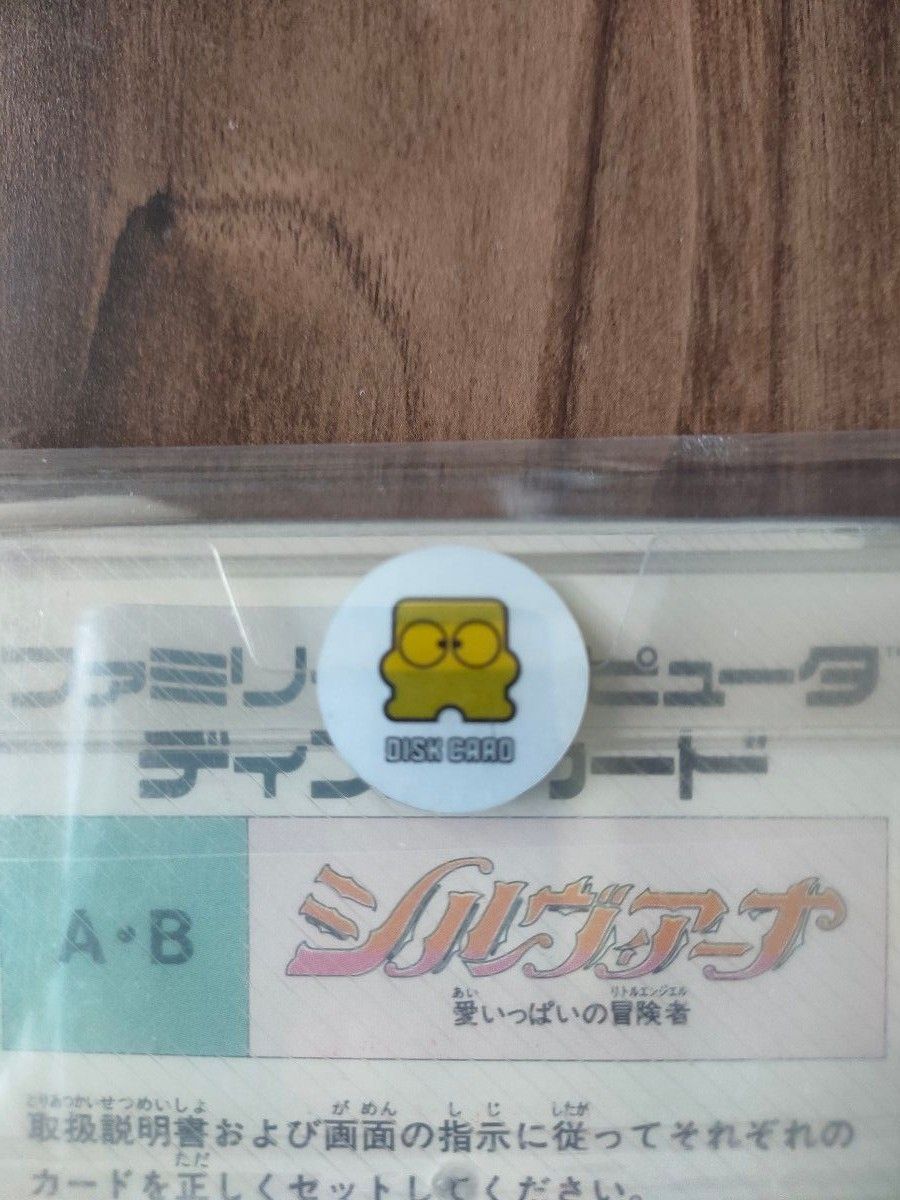 DISK CARD
ファミリー ピュータ™
ディ ード
A・B
シルヴァーナ
あい リトルエンジェル
愛いっぱいの冒険者
とりあつかいせつめいしょ がめん しじ したが
取扱説明書および画面の指示に従ってそれぞれの
ただ
カードを正しくセットしてください。